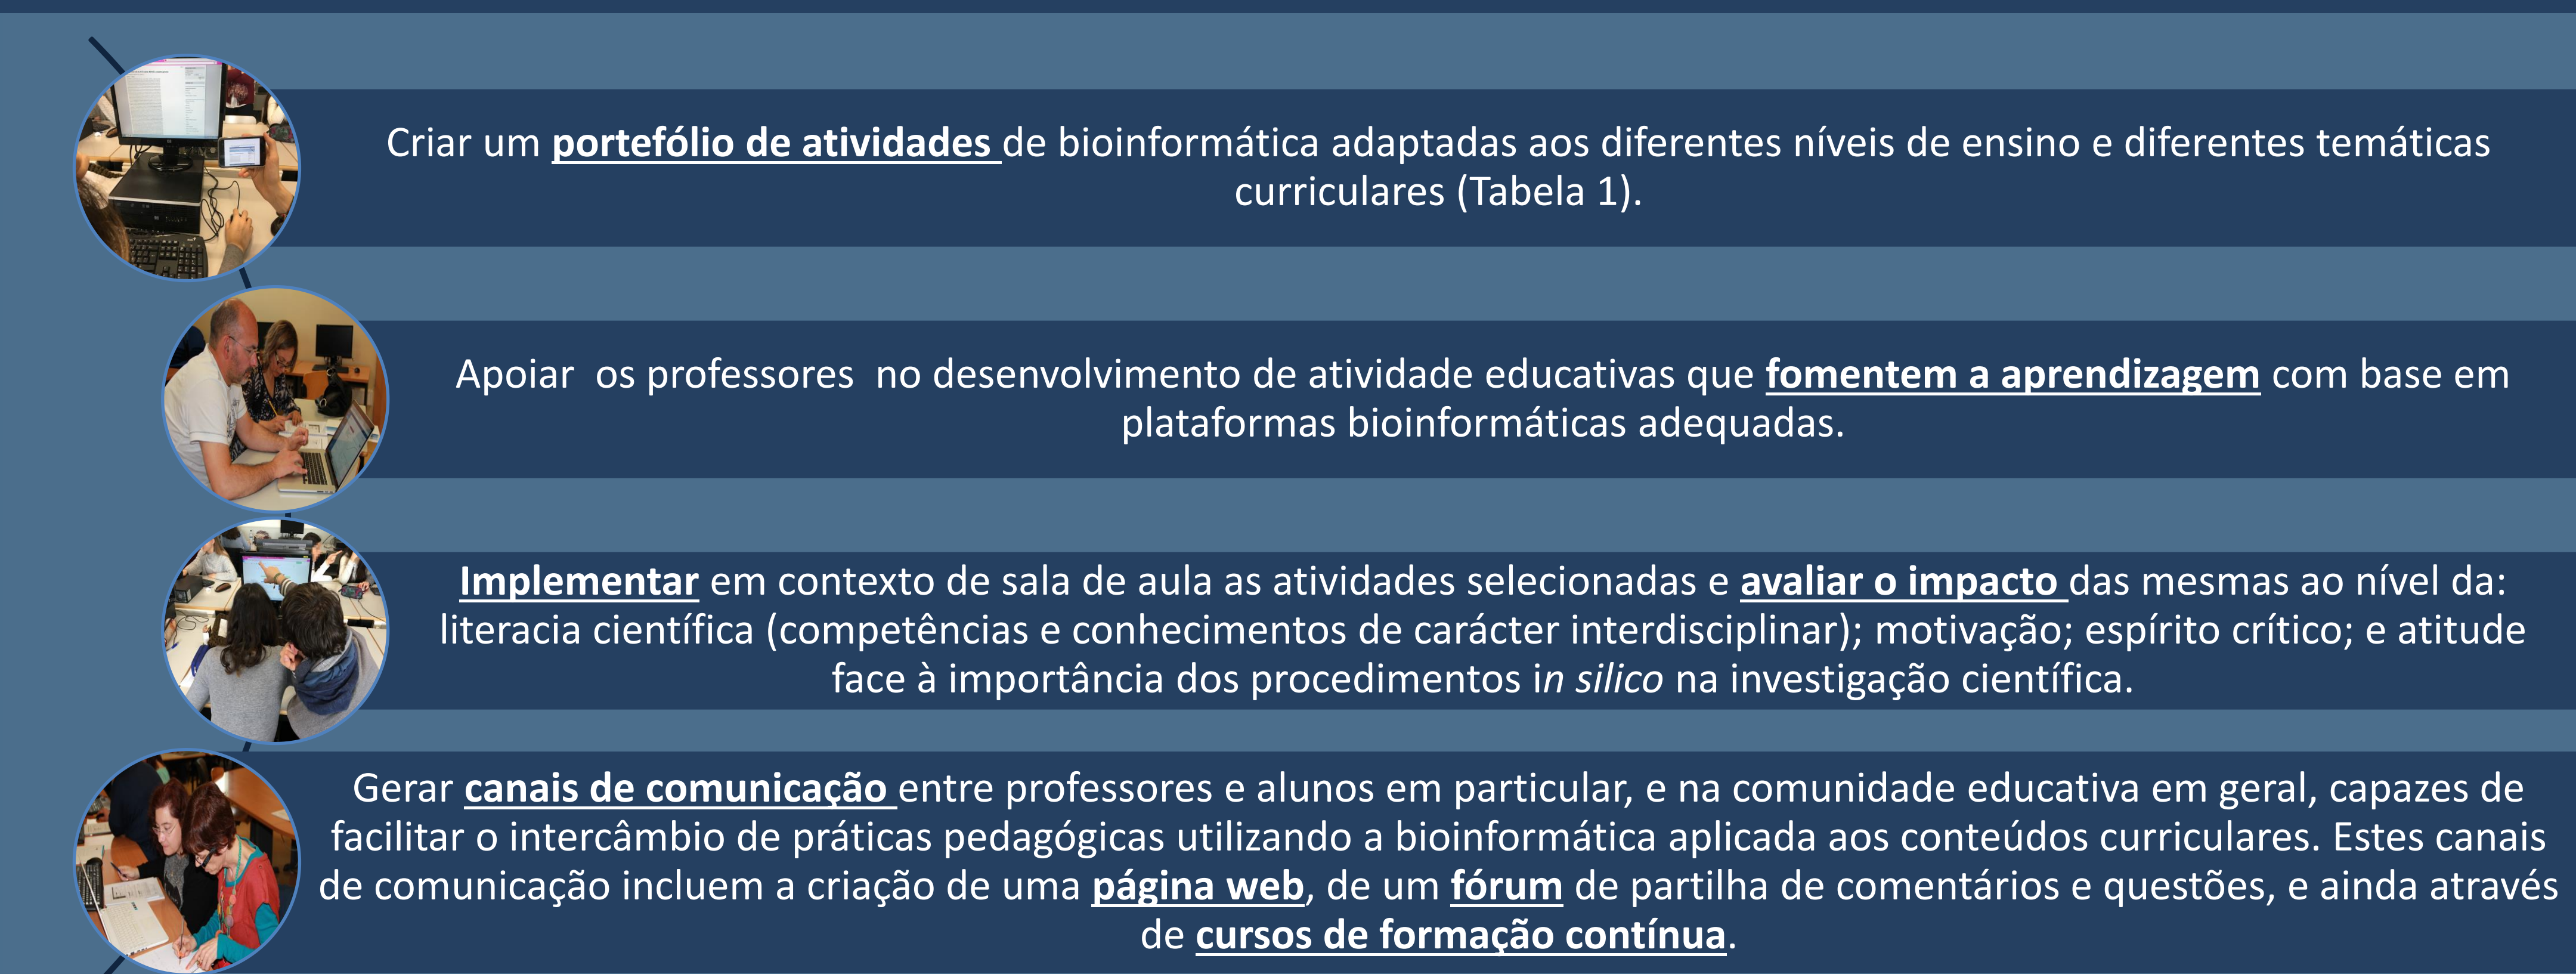 Criar um portefólio de atividades de bioinformática adaptadas aos diferentes níveis de ensino e diferentes temáticas
curriculares (Tabela 1).
Apoiar  os professores  no desenvolvimento de atividade educativas que fomentem a aprendizagem com base em
plataformas bioinformáticas adequadas.
Implementar em contexto de sala de aula as atividades selecionadas e avaliar o impacto das mesmas ao nível da:
literacia científica (competências e conhecimentos de carácter interdisciplinar); motivação; espírito crítico; e atitude
face à importância dos procedimentos in silico na investigação científica.
Gerar canais de comunicação entre professores e alunos em particular, e na comunidade educativa em geral, capazes de
facilitar o intercâmbio de práticas pedagógicas utilizando a bioinformática aplicada aos conteúdos curriculares. Estes canais
de comunicação incluem a criação de uma página web, de um fórum de partilha de comentários e questões, e ainda através
de cursos de formação contínua.